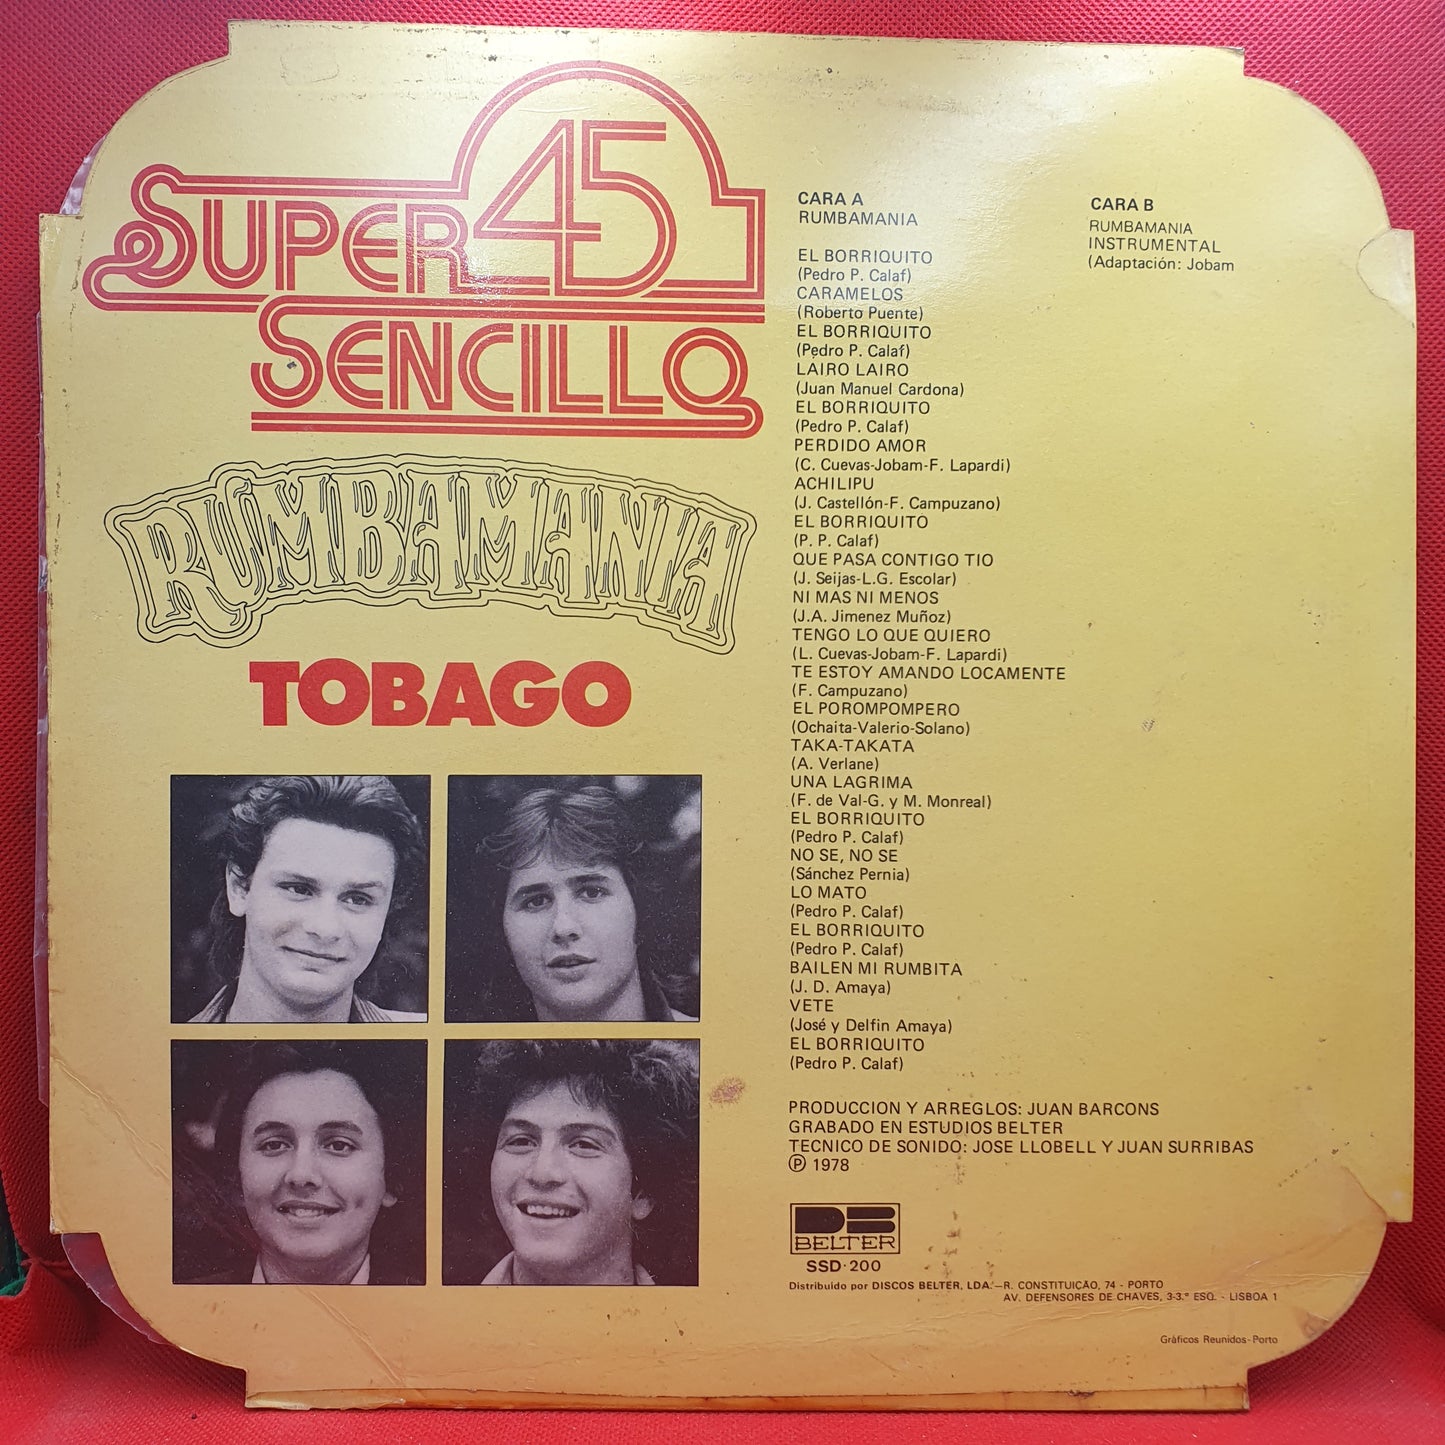 SUPER 45
SENCILLO
RUMBAMANIA
TOBAGO
CARA A
RUMBAMANIA
EL BORRIQUITO
(Pedro P. Calaf)
CARAMELOS
(Roberto Puente)
EL BORRIQUITO
(Pedro P. Calaf)
LAIRO LAIRO
(Juan Manuel Cardona)
EL BORRIQUITO
(Pedro P. Calaf)
PERDIDO AMOR
(C. Cuevas-Jobam-F. Lapardi)
ACHILIPU
(J. Castellón-F. Campuzano)
EL BORRIQUITO
(P. P. Calaf)
QUE PASA CONTIGO TIO
(J. Seijas-L.G. Escolar)
NI MAS NI MENOS
(J.A. Jimenez Muñoz)
TENGO LO QUE QUIERO
(L. Cuevas-Jobam-F. Lapardi)
TE ESTOY AMANDO LOCAMENTE
(F. Campuzano)
EL POROMPOMPERO
(Ochaita-Valerio-Solano)
TAKA-TAKATA
(A. Verlane)
UNA LAGRIMA
(F. de Val-G. y M. Monreal)
EL BORRIQUITO
(Pedro P. Calaf)
NO SE, NO SE
(Sánchez Pernia)
LO MATO
(Pedro P. Calaf)
EL BORRIQUITO
(Pedro P. Calaf)
BAILEN MI RUMBITA
(J. D. Amaya)
VETE
(José y Delfin Amaya)
EL BORRIQUITO
(Pedro P. Calaf)
CARA B
RUMBAMANIA
INSTRUMENTAL
(Adaptación: Jobam
PRODUCCION Y ARREGLOS: JUAN BARCONS
GRABADO EN ESTUDIOS BELTER
TECNICO DE SONIDO: JOSE LLOBELL Y JUAN SURRIBAS
Ⓟ 1978
BELTER
SSD·200
Distribuido por DISCOS BELTER, LDA.—R. CONSTITUIÇÃO, 74 - PORTO
AV. DEFENSORES DE CHAVES, 3-3.º ESQ. - LISBOA 1
Gráficos Reunidos-Porto